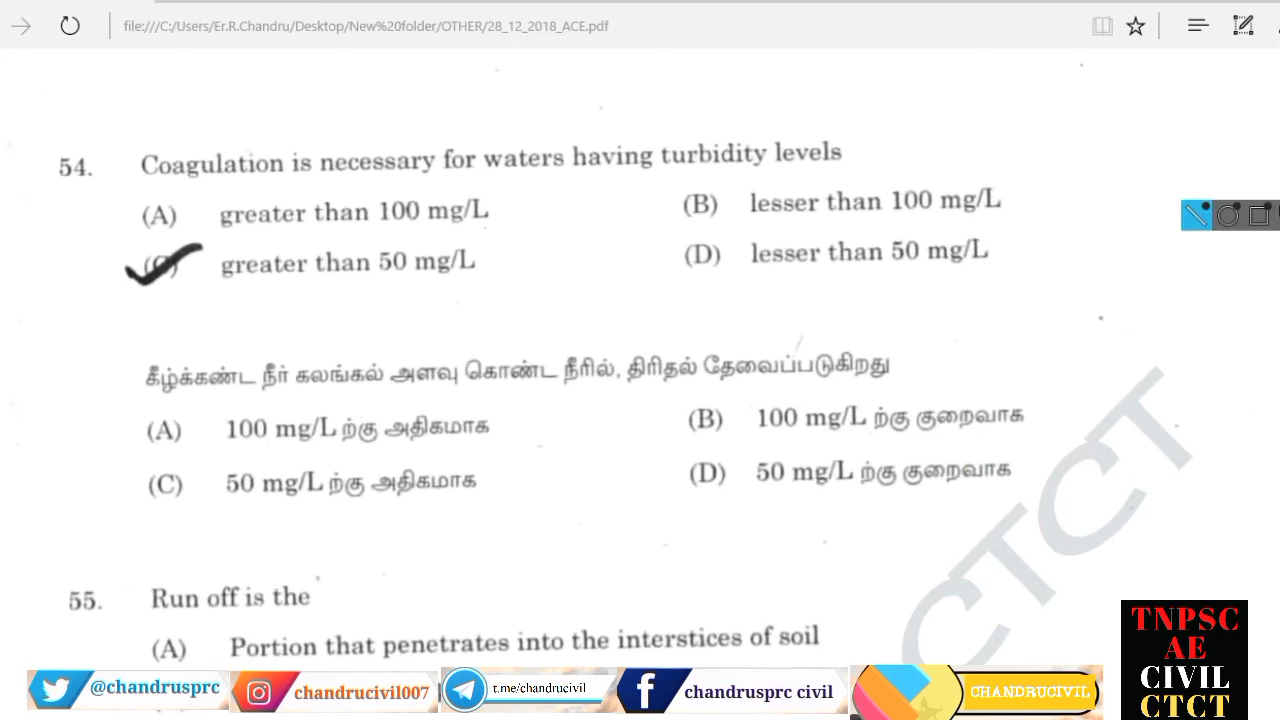 file:///C:/Users/Er.R.Chandru/Desktop/New%20folder/OTHER/28_12_2018_ACE.pdf
54. Coagulation is necessary for waters having turbidity levels
(A) greater than 100 mg/L (B) lesser than 100 mg/L
(C) greater than 50 mg/L (D) lesser than 50 mg/L
கீழ்க்கண்ட நீர் கலங்கல் அளவு கொண்ட நீரில், திரிதல் தேவைப்படுகிறது
(A) 100 mg/L ற்கு அதிகமாக (B) 100 mg/L ற்கு குறைவாக
(C) 50 mg/L ற்கு அதிகமாக (D) 50 mg/L ற்கு குறைவாக
CTCT
55. Run off is the
(A) Portion that penetrates into the interstices of soil
TNPSC
AE
CIVIL
CTCT
@chandrusprc chandrucivil007 t.me/chandrucivil chandrusprc civil CHANDRUCIVIL